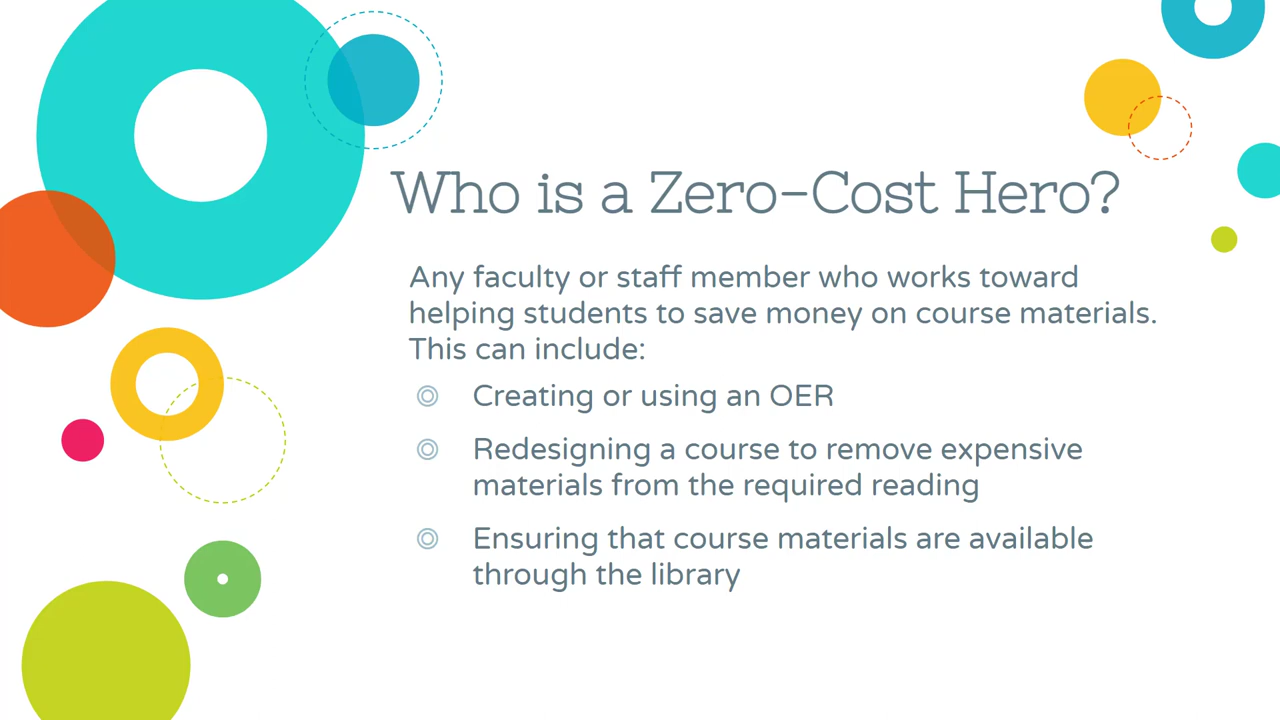 Who is a Zero-Cost Hero?
Any faculty or staff member who works toward
helping students to save money on course materials.
This can include:
Creating or using an OER
Redesigning a course to remove expensive
materials from the required reading
Ensuring that course materials are available
through the library